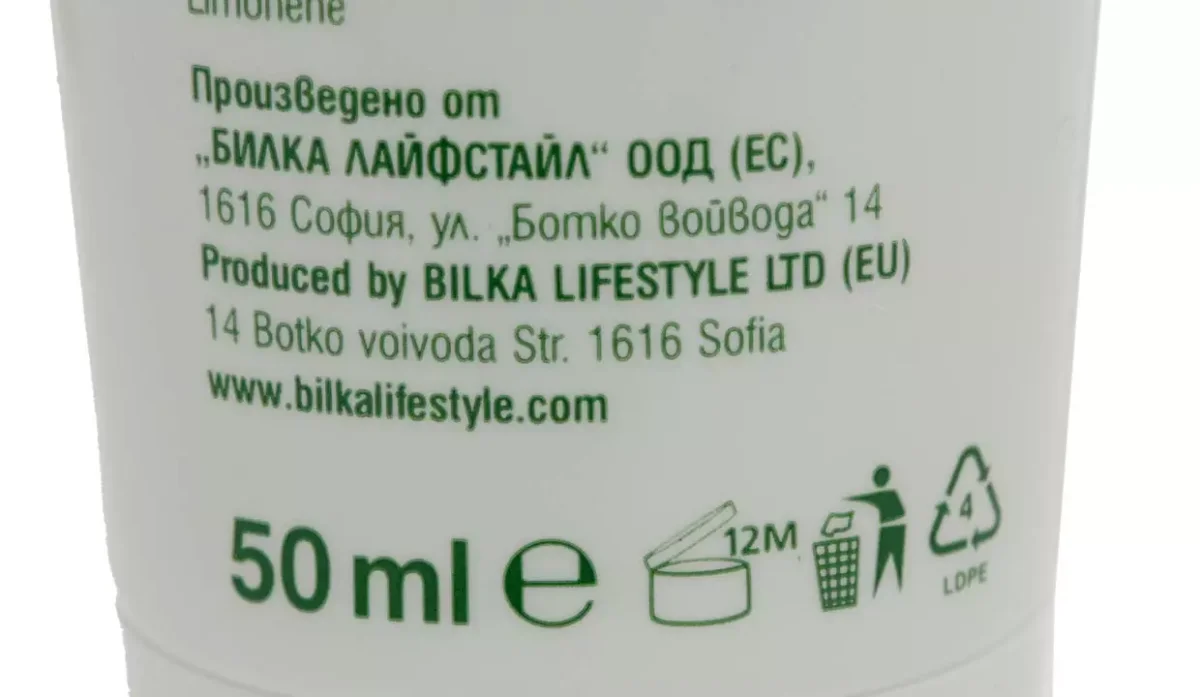 Limonene
Произведено от
„БИЛКА ЛАЙФСТАЙЛ“ ООД (ЕС),
1616 София, ул. „Ботко войвода“ 14
Produced by BILKA LIFESTYLE LTD (EU)
14 Botko voivoda Str. 1616 Sofia
www.bilkalifestyle.com
50 ml e 12M 4
LDPE